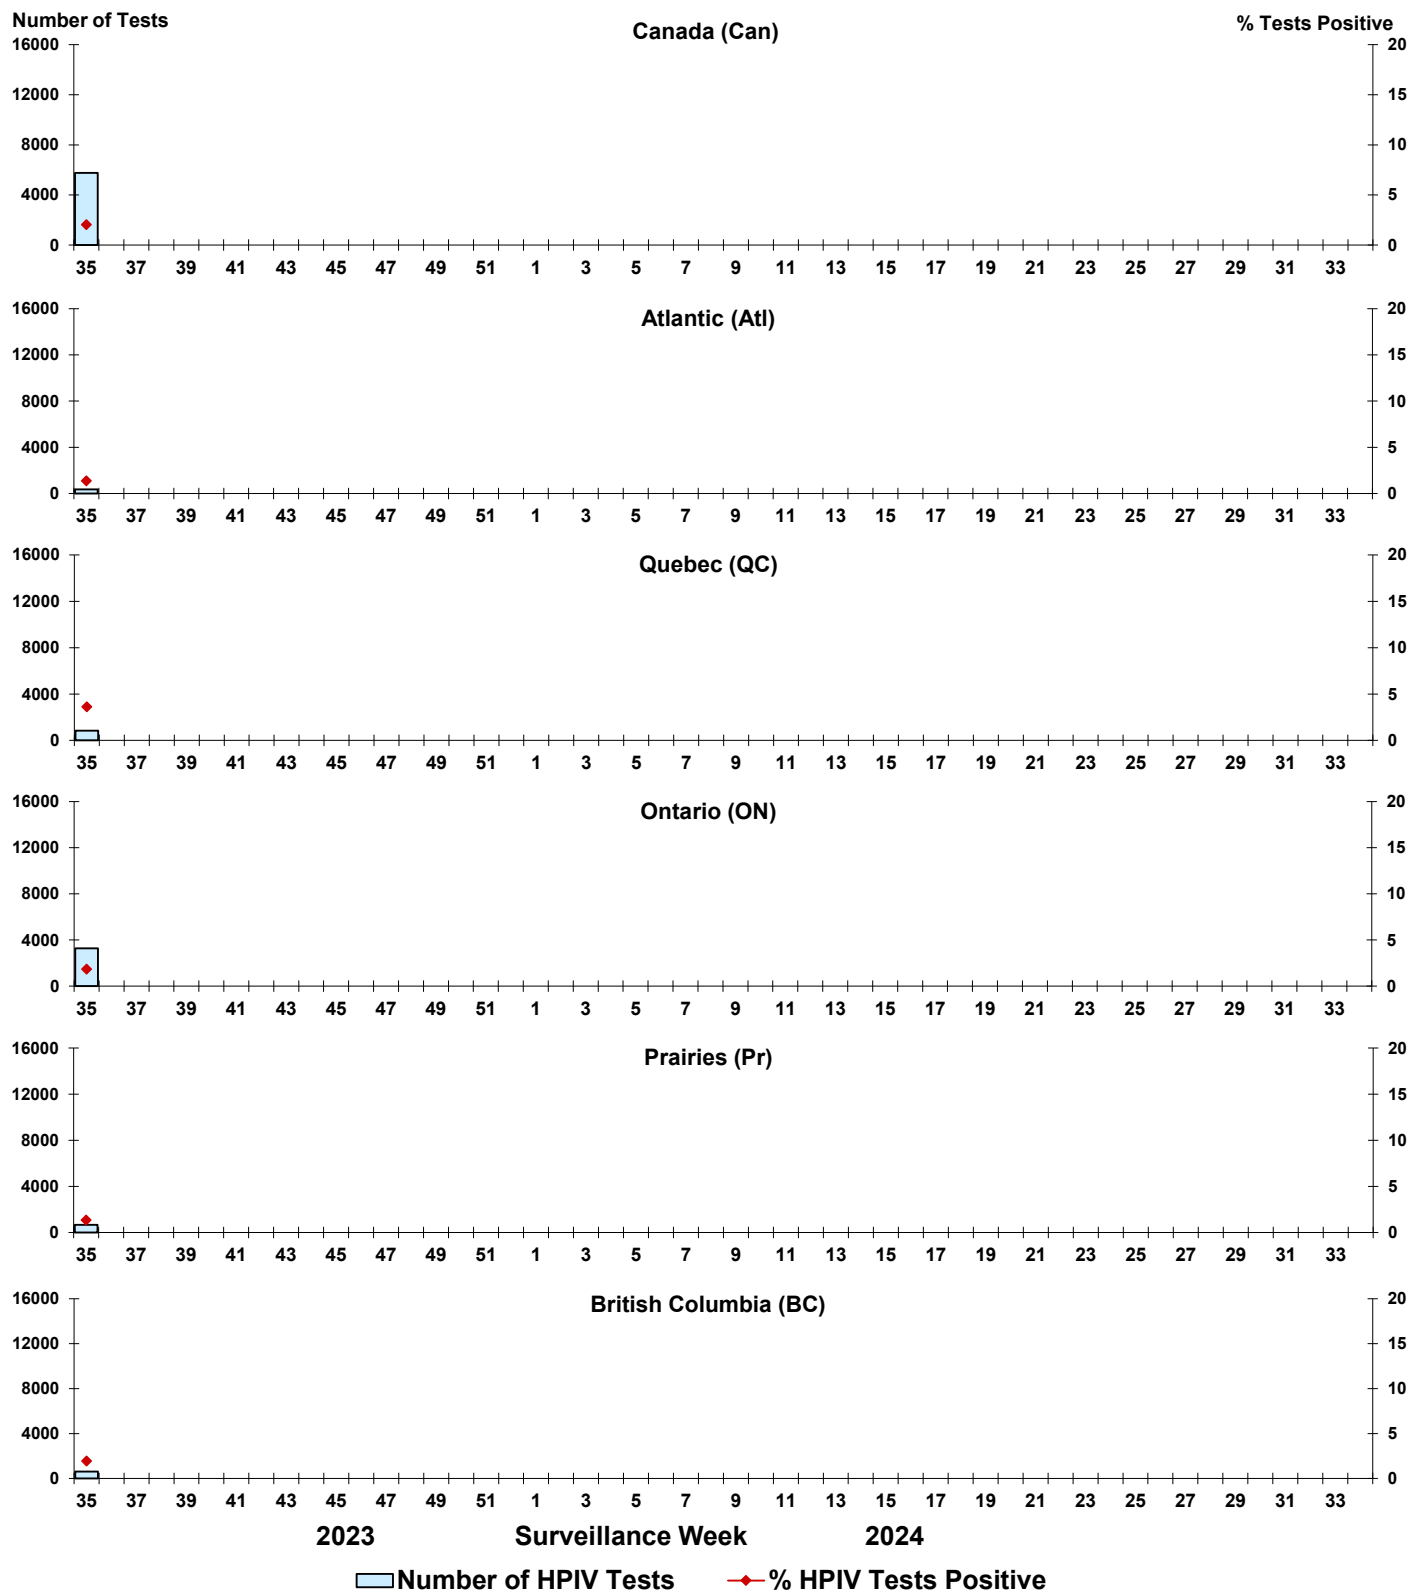 Number of Tests
Canada (Can)
% Tests Positive
16000 20
12000 15
8000 10
4000 5
0 0
35 37 39 41 43 45 47 49 51 1 3 5 7 9 11 13 15 17 19 21 23 25 27 29 31 33
Atlantic (Atl)
16000 20
12000 15
8000 10
4000 5
0 0
35 37 39 41 43 45 47 49 51 1 3 5 7 9 11 13 15 17 19 21 23 25 27 29 31 33
Quebec (QC)
16000 20
12000 15
8000 10
4000 5
0 0
35 37 39 41 43 45 47 49 51 1 3 5 7 9 11 13 15 17 19 21 23 25 27 29 31 33
Ontario (ON)
16000 20
12000 15
8000 10
4000 5
0 0
35 37 39 41 43 45 47 49 51 1 3 5 7 9 11 13 15 17 19 21 23 25 27 29 31 33
Prairies (Pr)
16000 20
12000 15
8000 10
4000 5
0 0
35 37 39 41 43 45 47 49 51 1 3 5 7 9 11 13 15 17 19 21 23 25 27 29 31 33
British Columbia (BC)
16000 20
12000 15
8000 10
4000 5
0 0
35 37 39 41 43 45 47 49 51 1 3 5 7 9 11 13 15 17 19 21 23 25 27 29 31 33
2023 Surveillance Week 2024
Number of HPIV Tests % HPIV Tests Positive